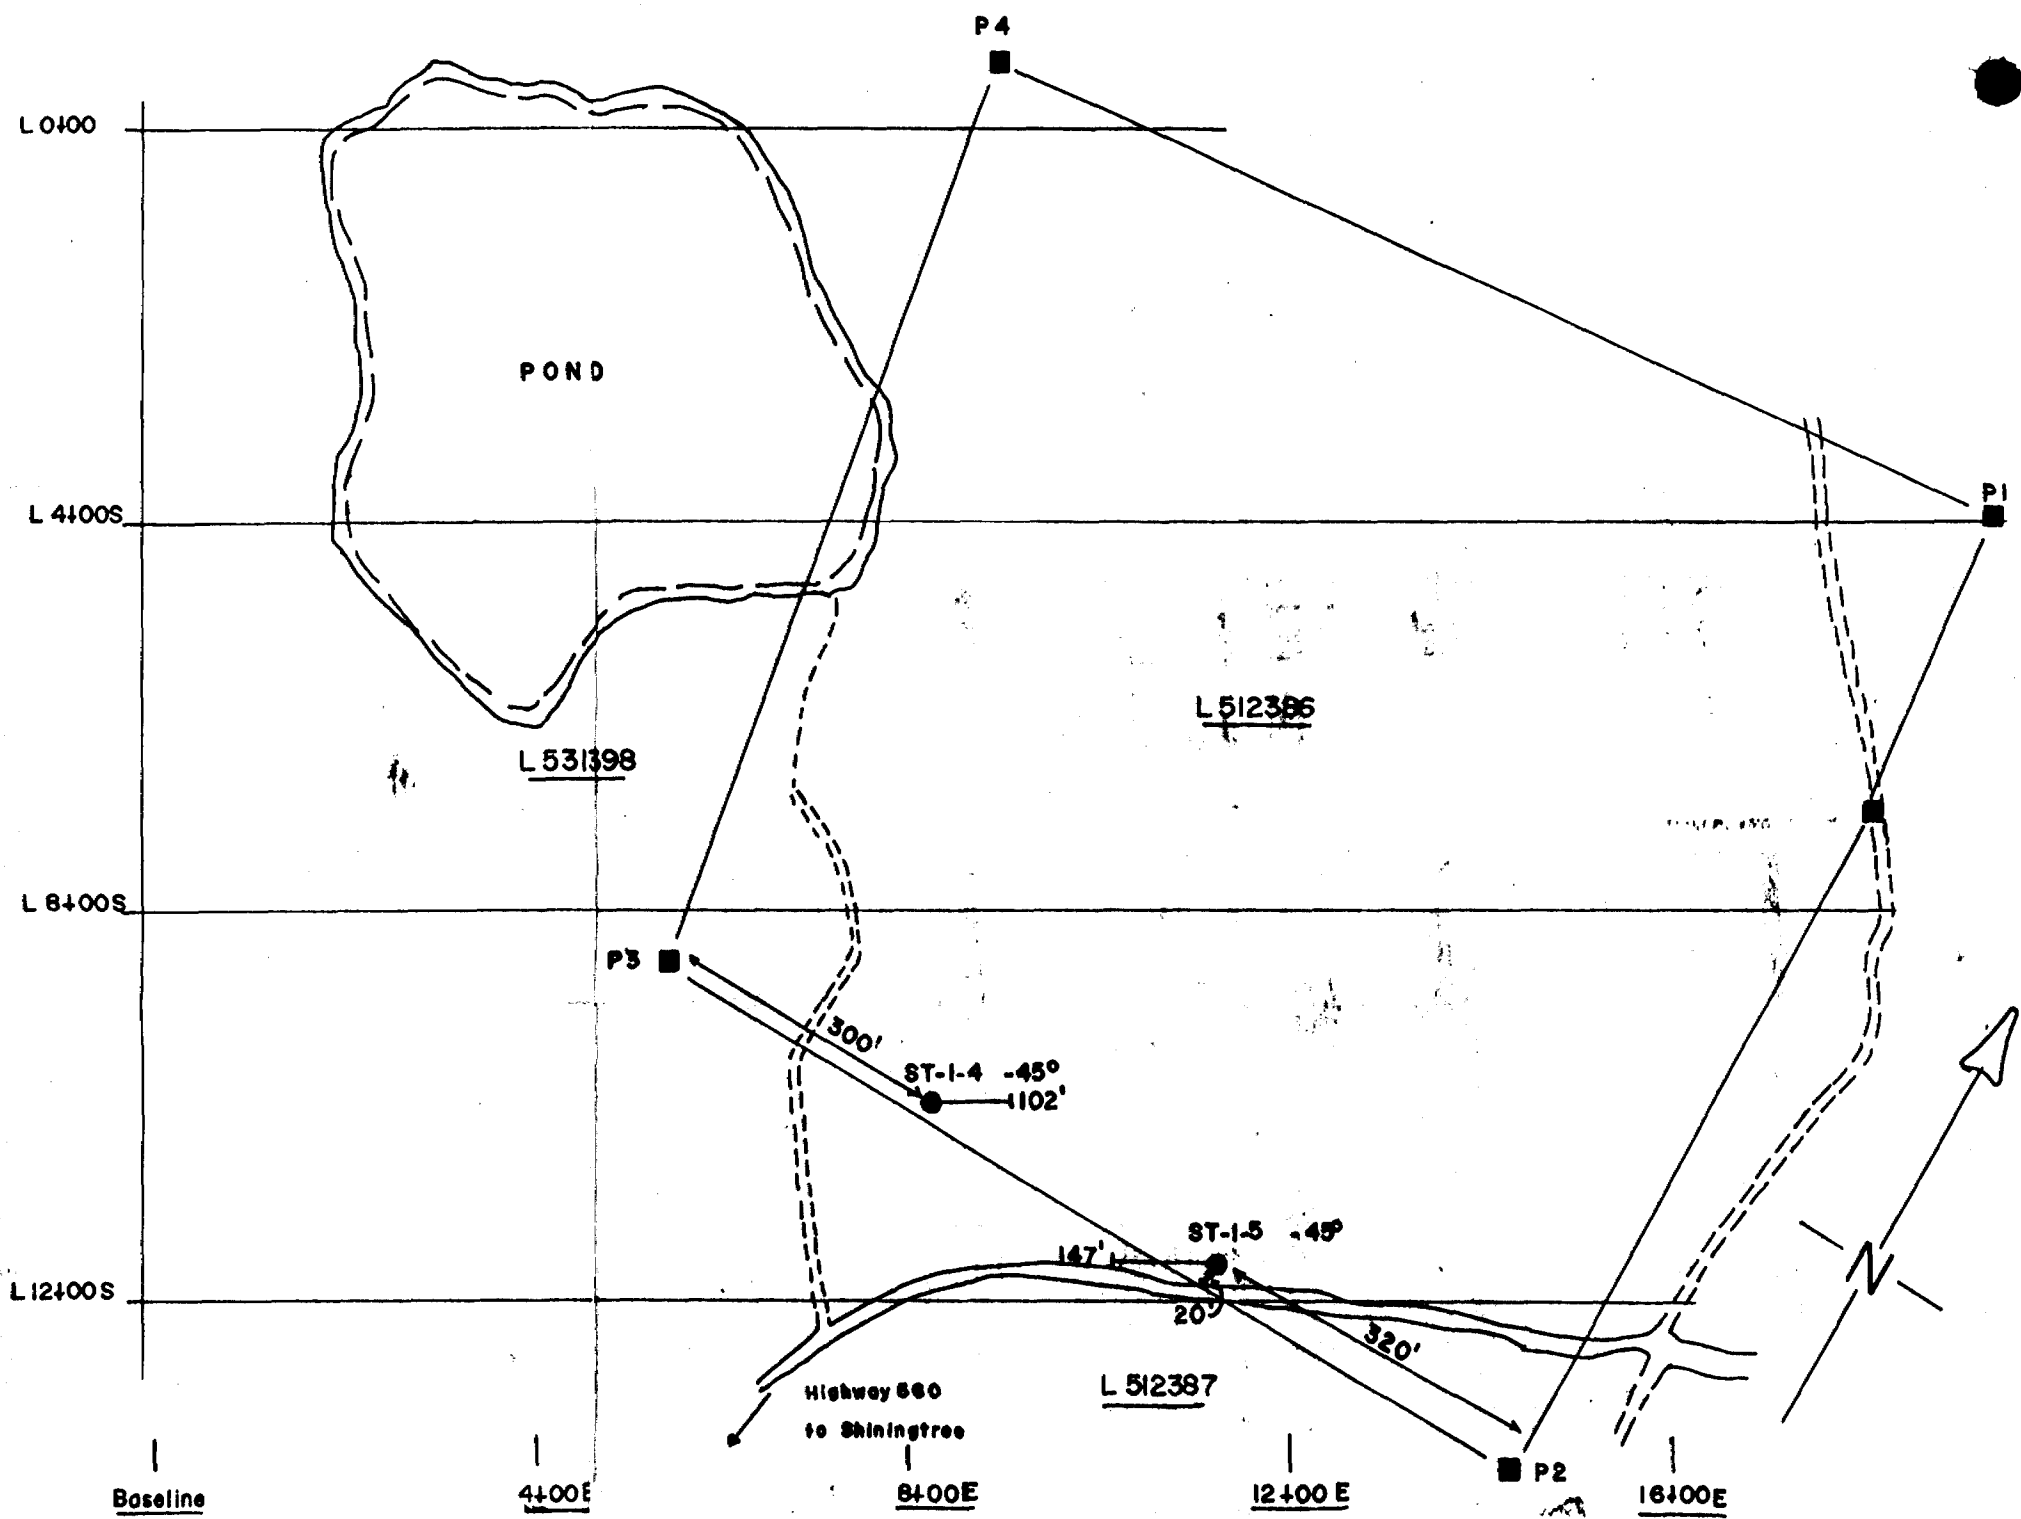 P4
L 0+00
POND
L 4+00S
P1
L 512386
L 531398
L 8+00S
P3
300'
ST-1-4 -45°
102'
ST-1-5 -45°
147'
L 12+00S
20'
320'
N
L 512387
Highway 560
to Shiningtree
P2
Baseline
4+00E
8+00E
12+00E
16+00E